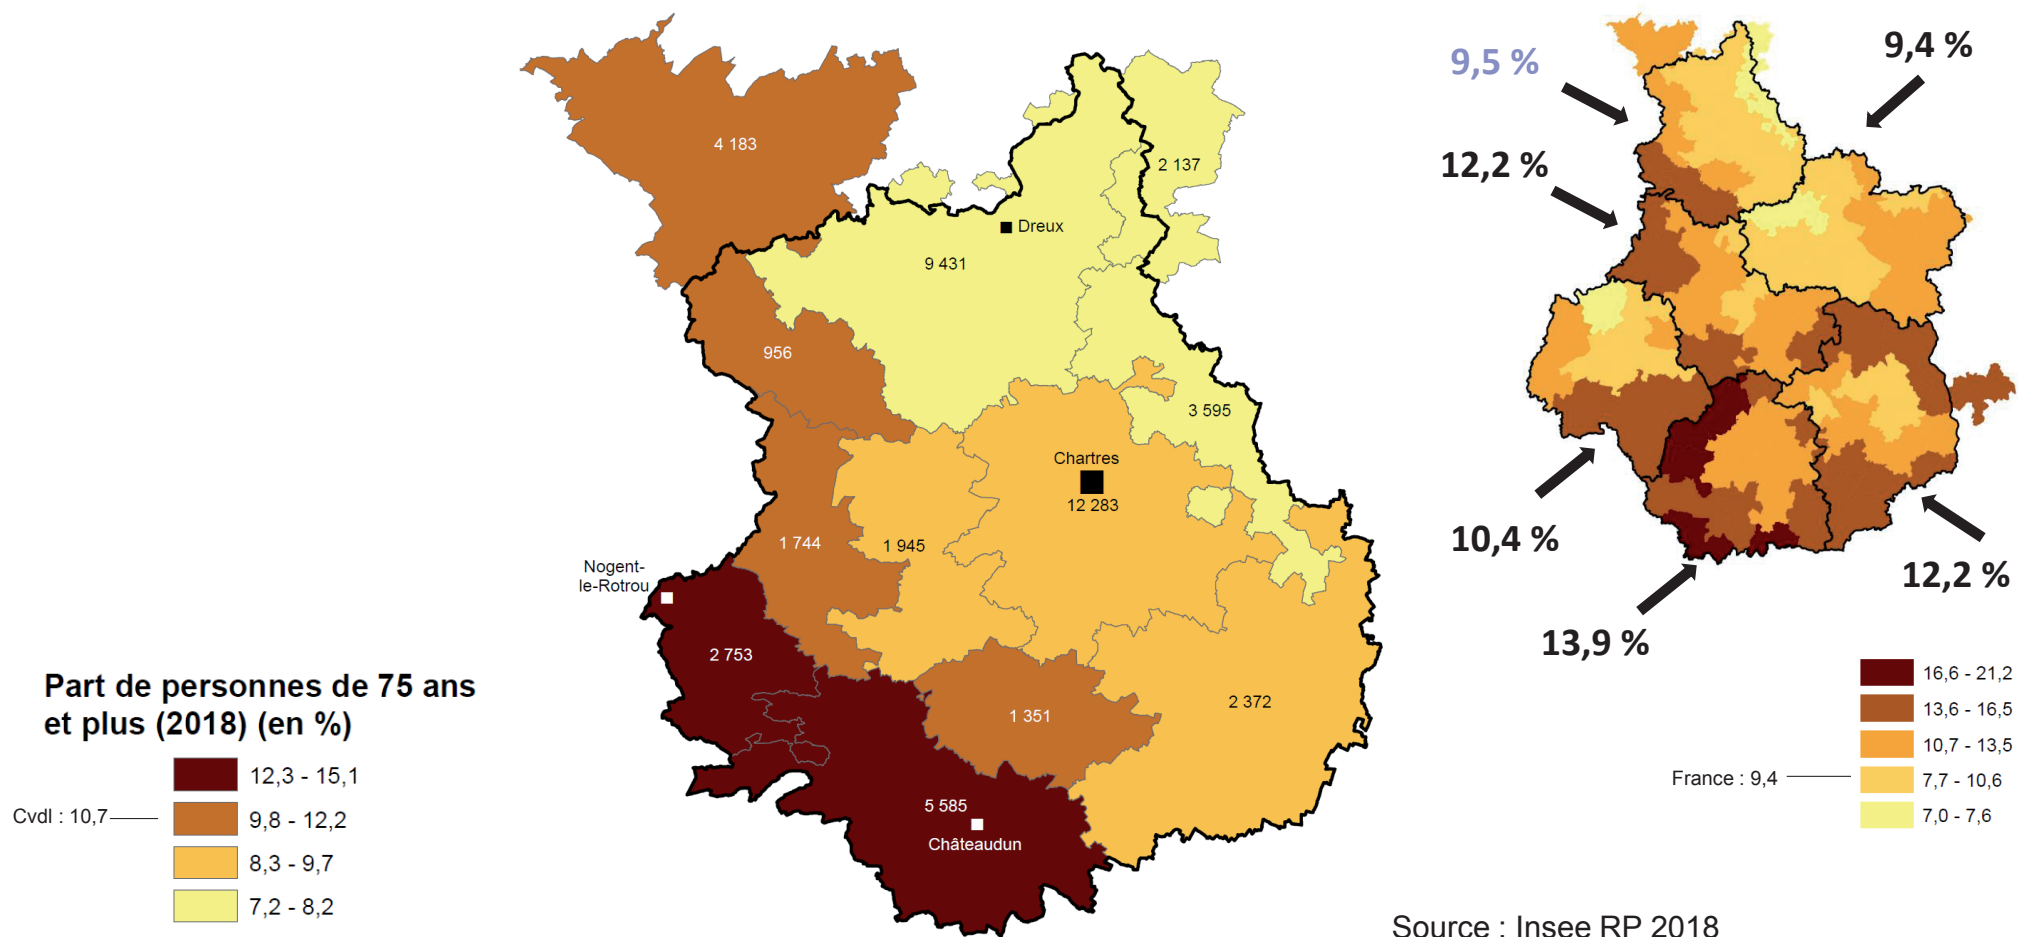 4 183
2 137
Dreux
9 431
956
3 595
Chartres
12 283
1 744
1 945
Nogent-
le-Rotrou
2 753
1 351
2 372
5 585
Châteaudun
Part de personnes de 75 ans
et plus (2018) (en %)
12,3 - 15,1
Cvdl : 10,7
9,8 - 12,2
8,3 - 9,7
7,2 - 8,2
9,5 %
9,4 %
12,2 %
10,4 %
12,2 %
13,9 %
16,6 - 21,2
13,6 - 16,5
10,7 - 13,5
France : 9,4
7,7 - 10,6
7,0 - 7,6
Source : Insee RP 2018